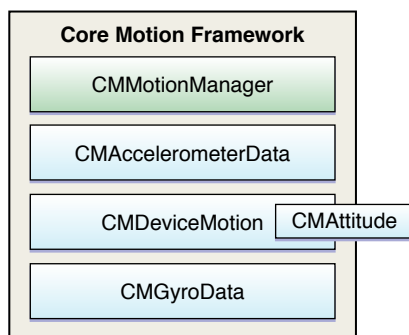 Core Motion Framework
CMMotionManager
CMAccelerometerData
CMDeviceMotion
CMAttitude
CMGyroData